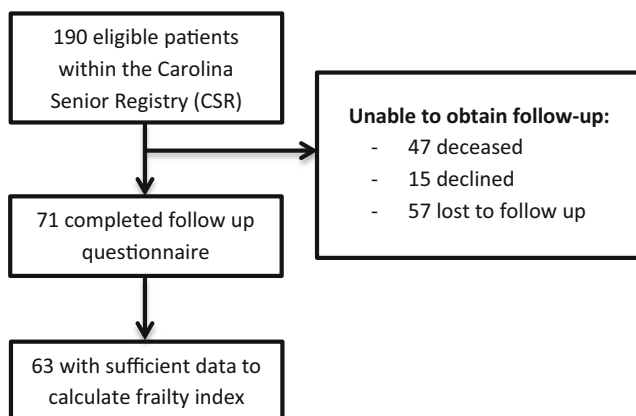 190 eligible patients
within the Carolina
Senior Registry (CSR)
Unable to obtain follow-up:
- 47 deceased
- 15 declined
- 57 lost to follow up
71 completed follow up
questionnaire
63 with sufficient data to
calculate frailty index